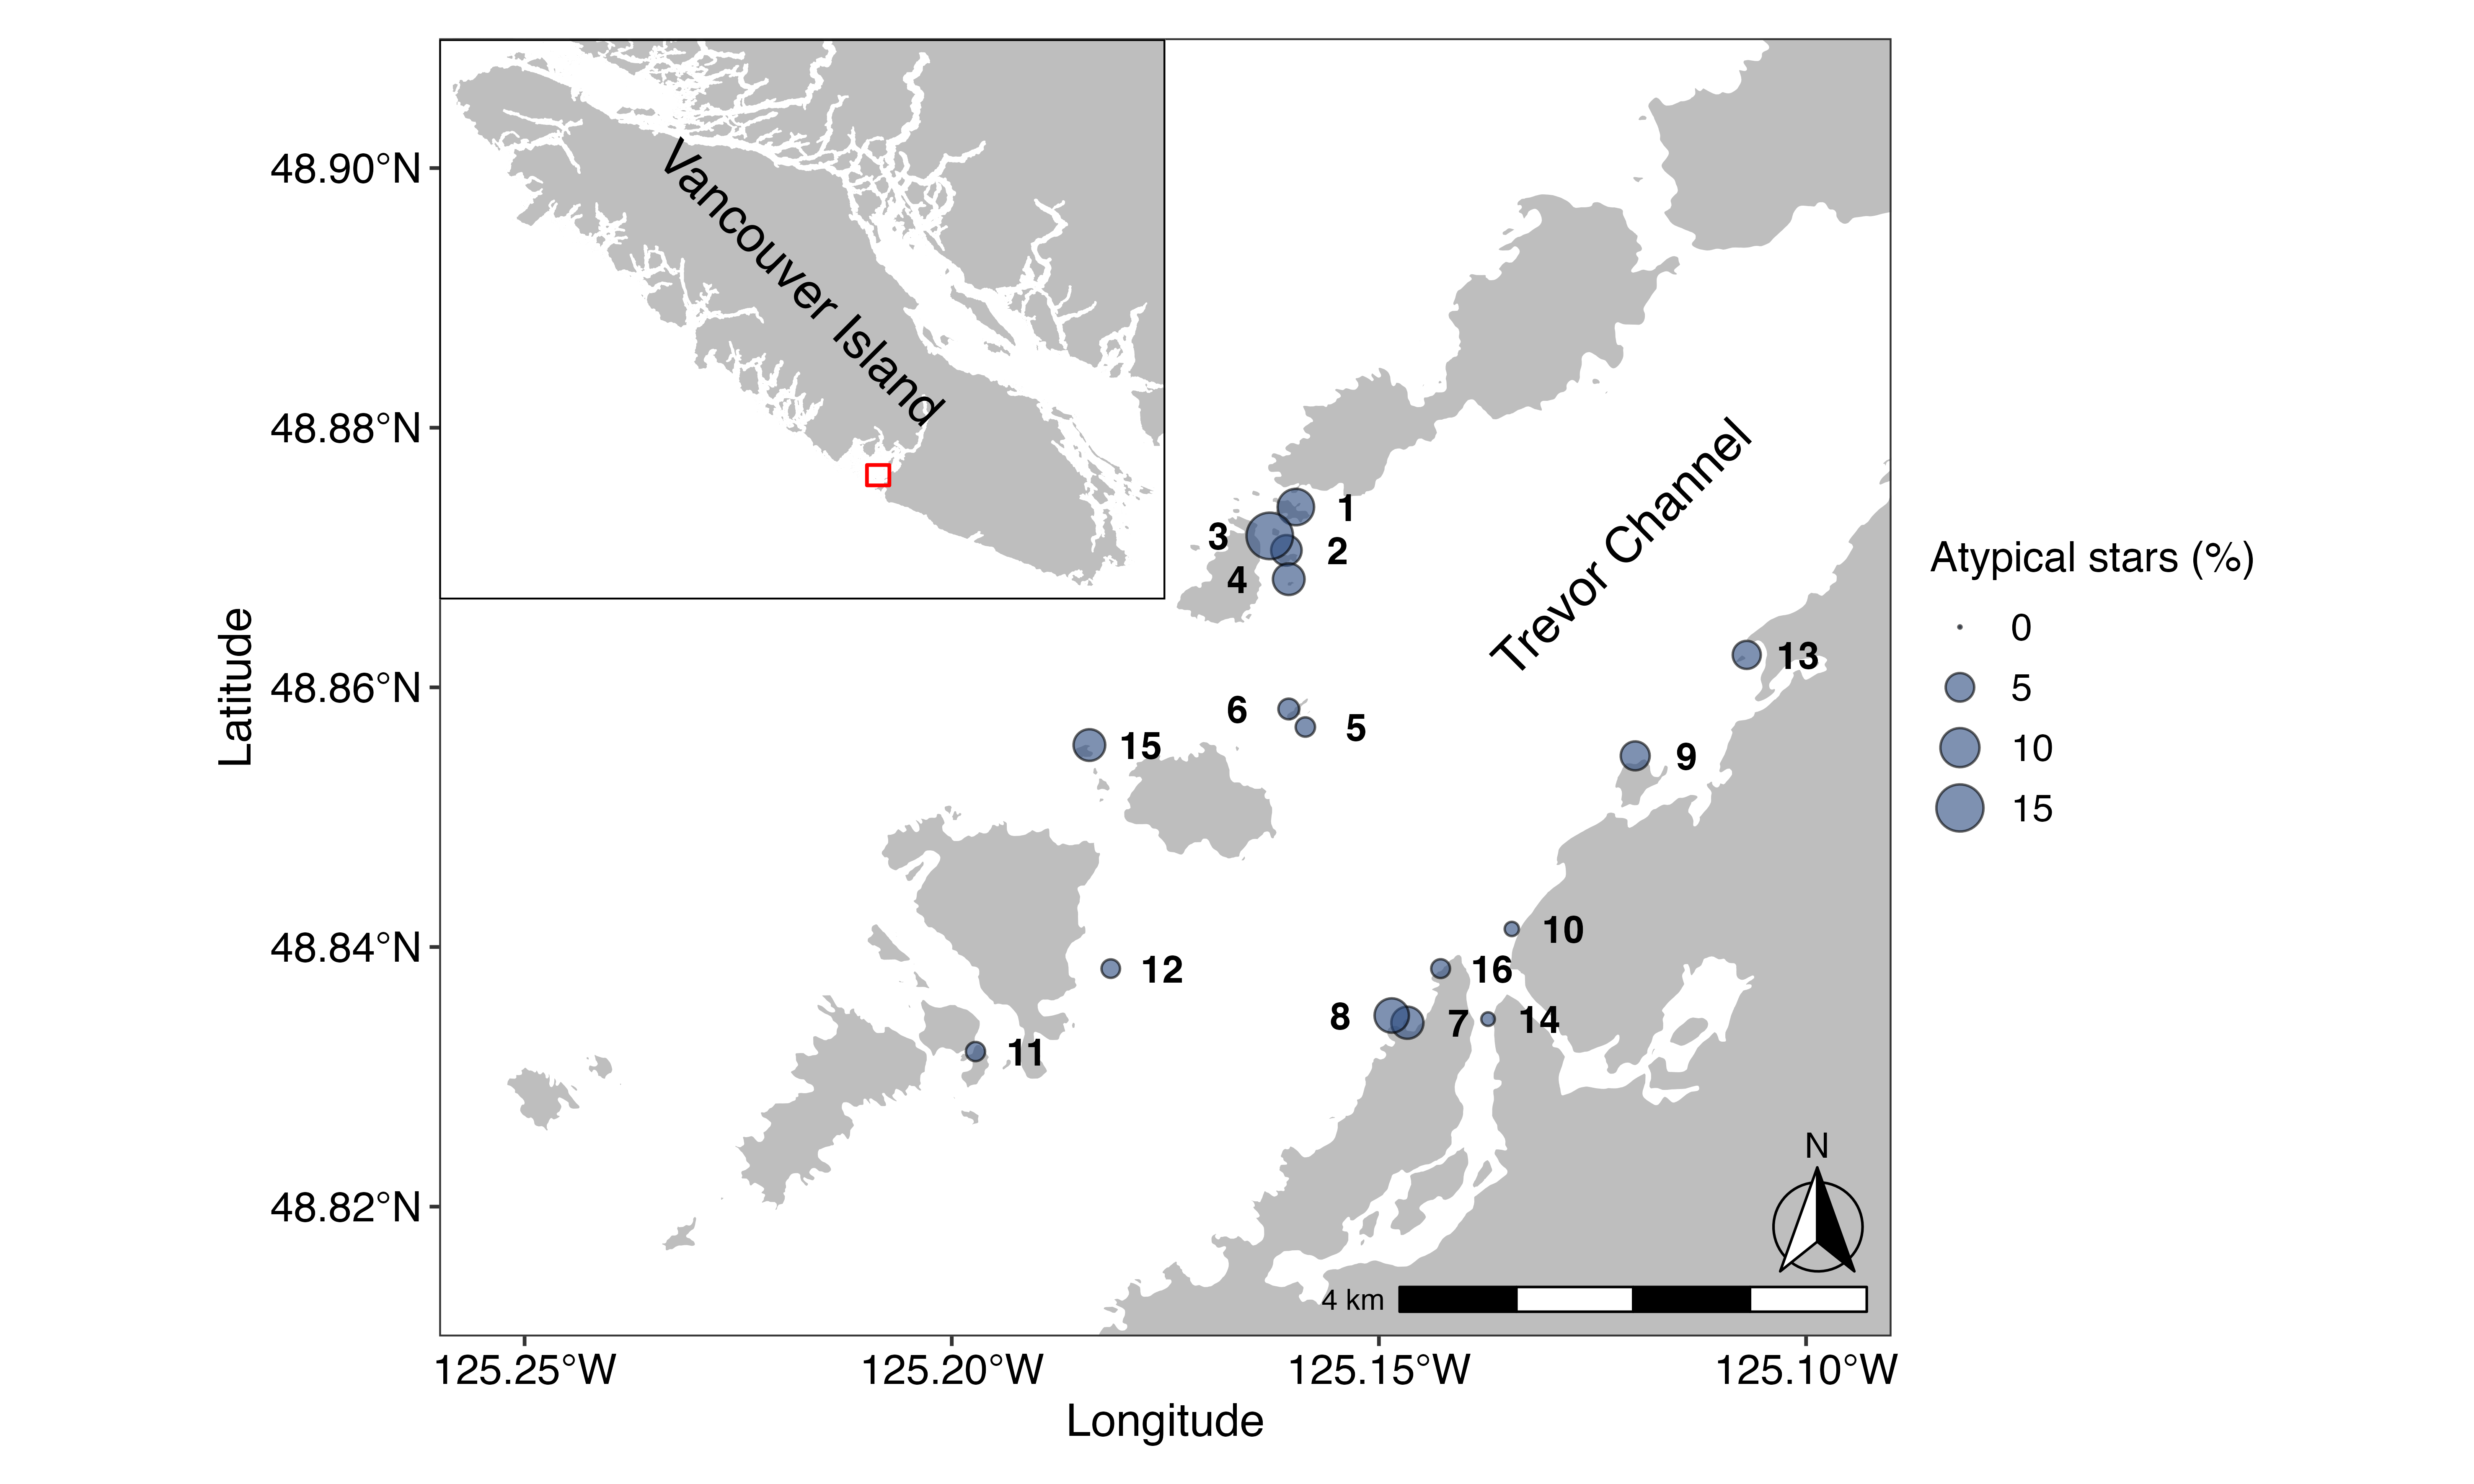 Vancouver Island
Trevor Channel
1
3
2
4
13
6
5
15
9
10
12
16
8
7
14
11
N
4 km
48.90°N
48.88°N
48.86°N
48.84°N
48.82°N
Latitude
125.25°W
125.20°W
125.15°W
125.10°W
Longitude
Atypical stars (%)
0
5
10
15